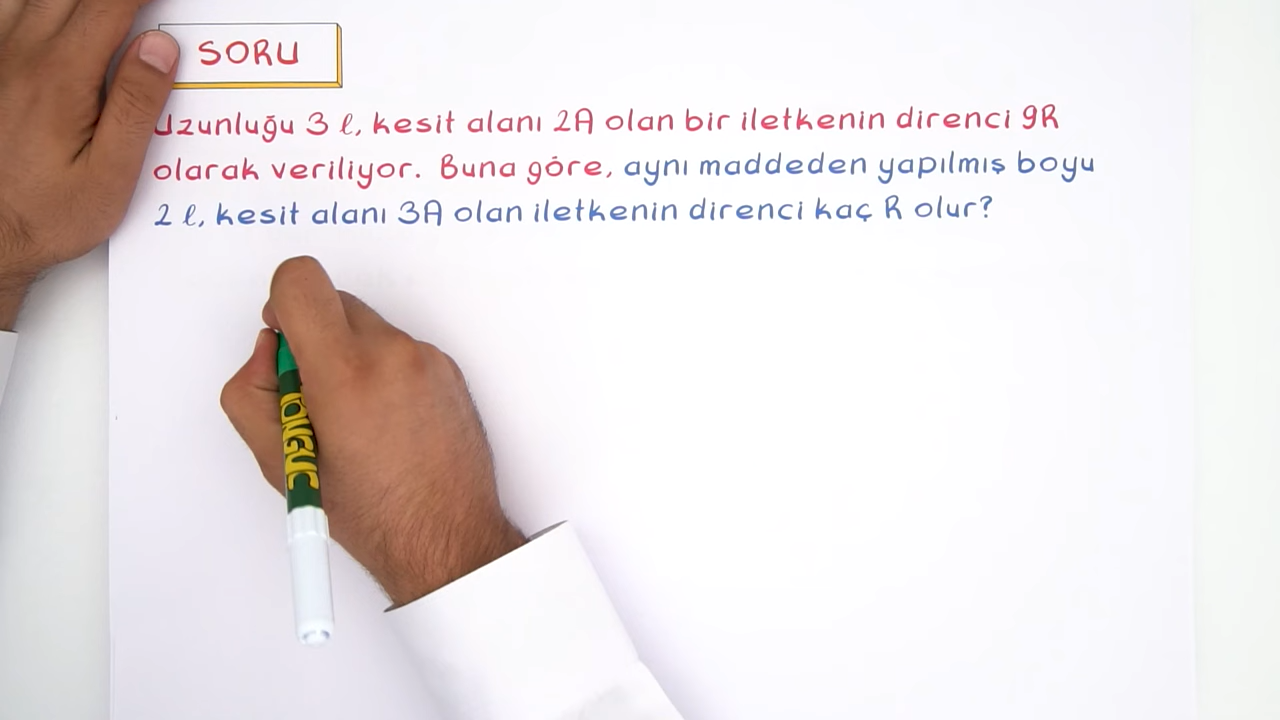 SORU
Uzunluğu 3 l, kesit alanı 2A olan bir iletkenin direnci 9R
olarak veriliyor. Buna göre, aynı maddeden yapılmış boyu
2 l, kesit alanı 3A olan iletkenin direnci kaç R olur?
TONGUÇ